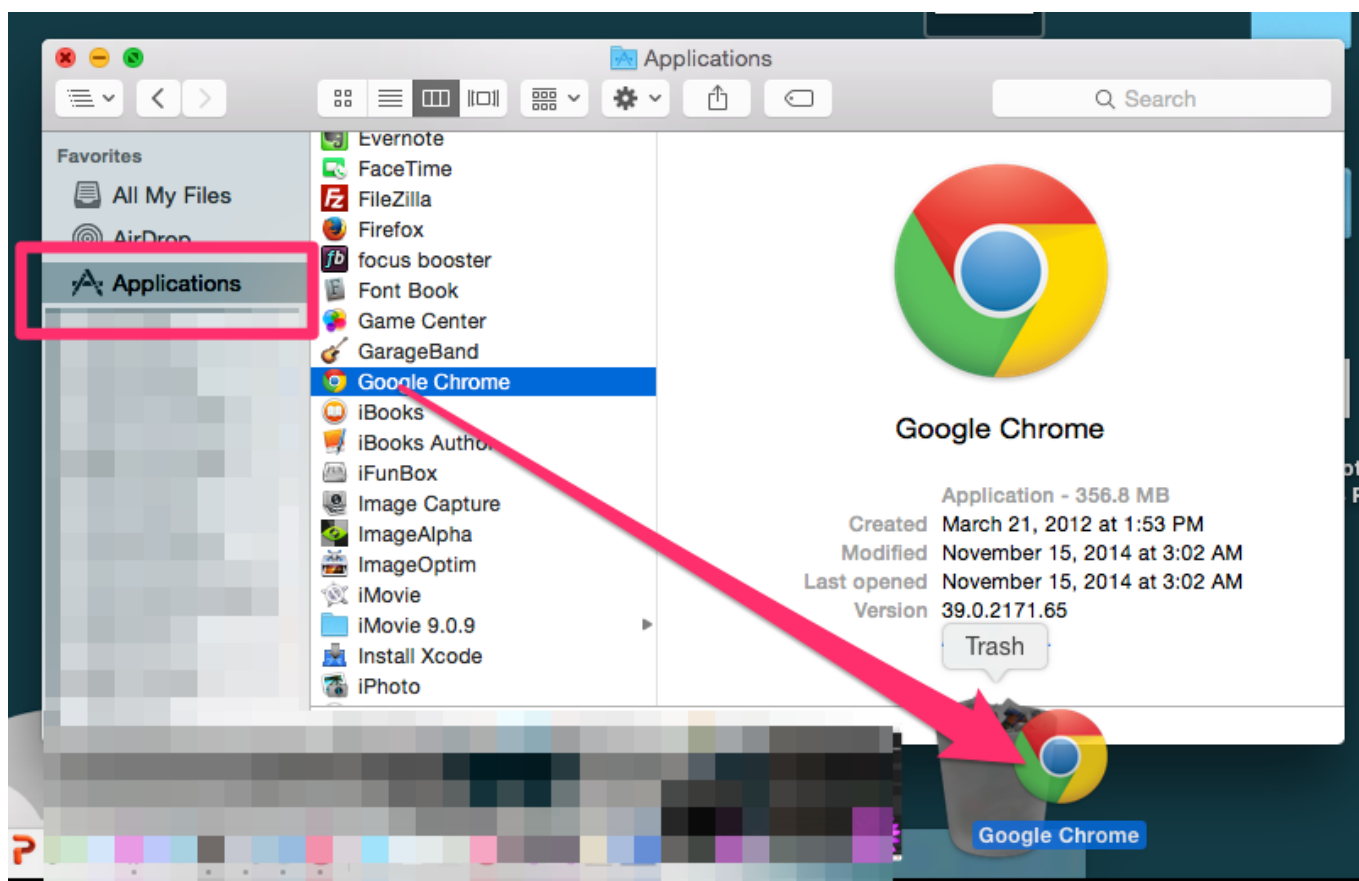 Applications
Search
Favorites
All My Files
AirDrop
Applications
Evernote
FaceTime
FileZilla
Firefox
focus booster
Font Book
Game Center
GarageBand
Google Chrome
iBooks
iBooks Author
iFunBox
Image Capture
ImageAlpha
ImageOptim
iMovie
iMovie 9.0.9
Install Xcode
iPhoto
Google Chrome
Application - 356.8 MB
Created March 21, 2012 at 1:53 PM
Modified November 15, 2014 at 3:02 AM
Last opened November 15, 2014 at 3:02 AM
Version 39.0.2171.65
Trash
Google Chrome